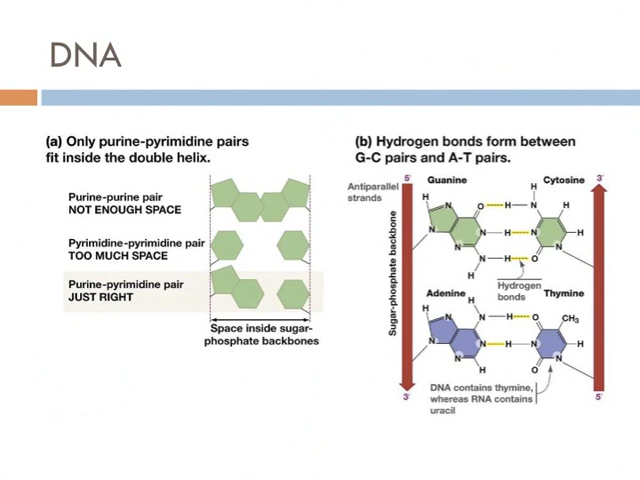 DNA
(a) Only purine-pyrimidine pairs
fit inside the double helix.
Purine-purine pair
NOT ENOUGH SPACE
Pyrimidine-pyrimidine pair
TOO MUCH SPACE
Purine-pyrimidine pair
JUST RIGHT
Space inside sugar-
phosphate backbones
(b) Hydrogen bonds form between
G-C pairs and A-T pairs.
Antiparallel
strands
5′
Guanine
Cytosine
3′
Sugar-phosphate backbone
H
H
N
O
H
N
H
N
H
N
H
N
H
N
N
N
H
O
H
Hydrogen
bonds
Adenine
Thymine
H
H
N
N
H
O
CH₃
N
H
N
H
N
N
H
O
DNA contains thymine,
whereas RNA contains
uracil
3′
5′